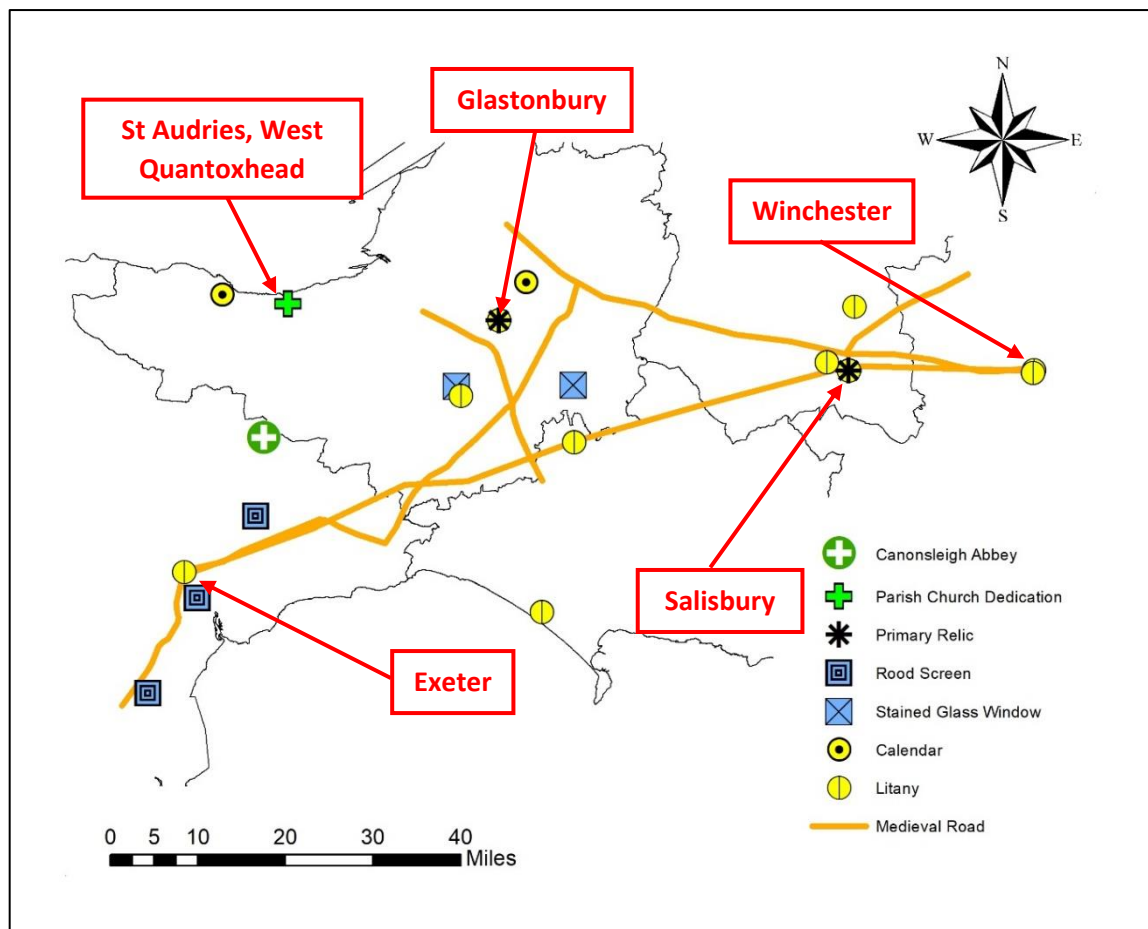 Glastonbury
St Audries, West
Quantoxhead
N
W
E
S
Winchester
Salisbury
Exeter
Canonsleigh Abbey
Parish Church Dedication
Primary Relic
Rood Screen
Stained Glass Window
Calendar
Litany
Medieval Road
0 5 10 20 30 40
Miles